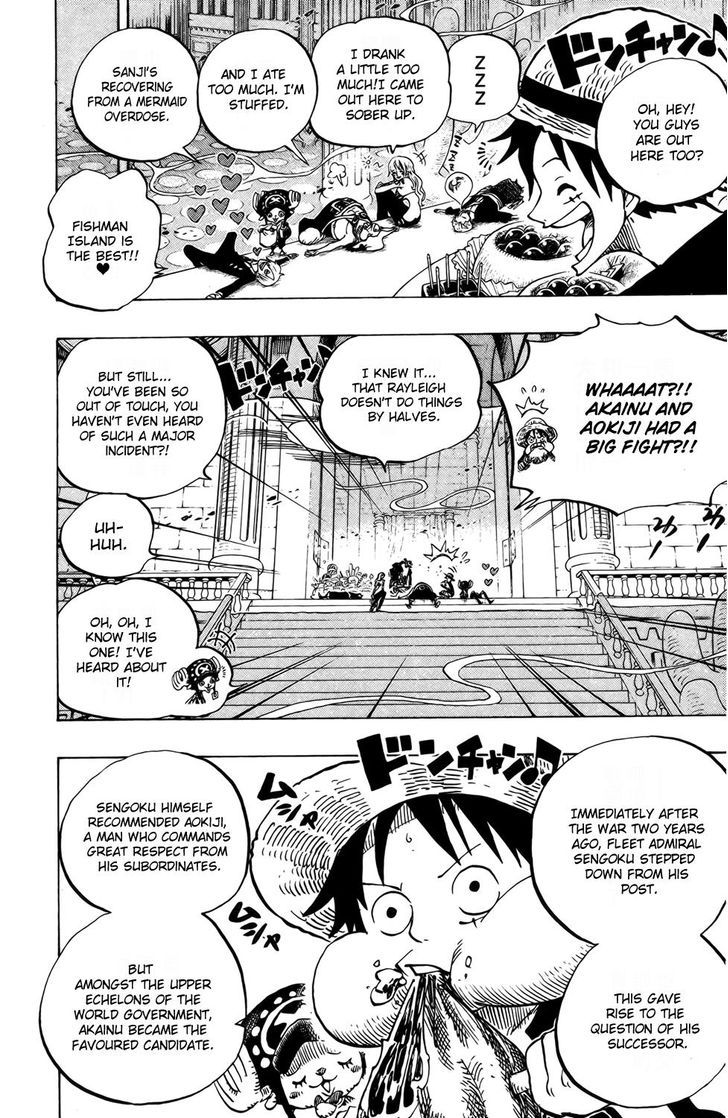 ドンチャン♪
OH, HEY!
YOU GUYS
ARE OUT
HERE TOO?
Z
Z
Z
I DRANK
A LITTLE TOO
MUCH! I CAME
OUT HERE TO
SOBER UP.
AND I ATE
TOO MUCH. I'M
STUFFED.
SANJI'S
RECOVERING
FROM A MERMAID
OVERDOSE.
FISHMAN
ISLAND IS
THE BEST!!
♥
WHAAAAT?!!
AKAINU AND
AOKIJI HAD A
BIG FIGHT?!!
I KNEW IT...
THAT RAYLEIGH
DOESN'T DO THINGS
BY HALVES.
ドンチャン♪
BUT STILL...
YOU'VE BEEN SO
OUT OF TOUCH, YOU
HAVEN'T EVEN HEARD
OF SUCH A MAJOR
INCIDENT?!
UH-
HUH.
OH, OH, I
KNOW THIS
ONE! I'VE
HEARD ABOUT
IT!
ドンチャン♫
IMMEDIATELY AFTER
THE WAR TWO YEARS
AGO, FLEET ADMIRAL
SENGOKU STEPPED
DOWN FROM HIS
POST.
THIS GAVE
RISE TO THE
QUESTION OF HIS
SUCCESSOR.
ムシャ
ムシャ
SENGOKU HIMSELF
RECOMMENDED AOKIJI,
A MAN WHO COMMANDS
GREAT RESPECT FROM
HIS SUBORDINATES.
BUT
AMONGST THE UPPER
ECHELONS OF THE
WORLD GOVERNMENT,
AKAINU BECAME THE
FAVOURED CANDIDATE.